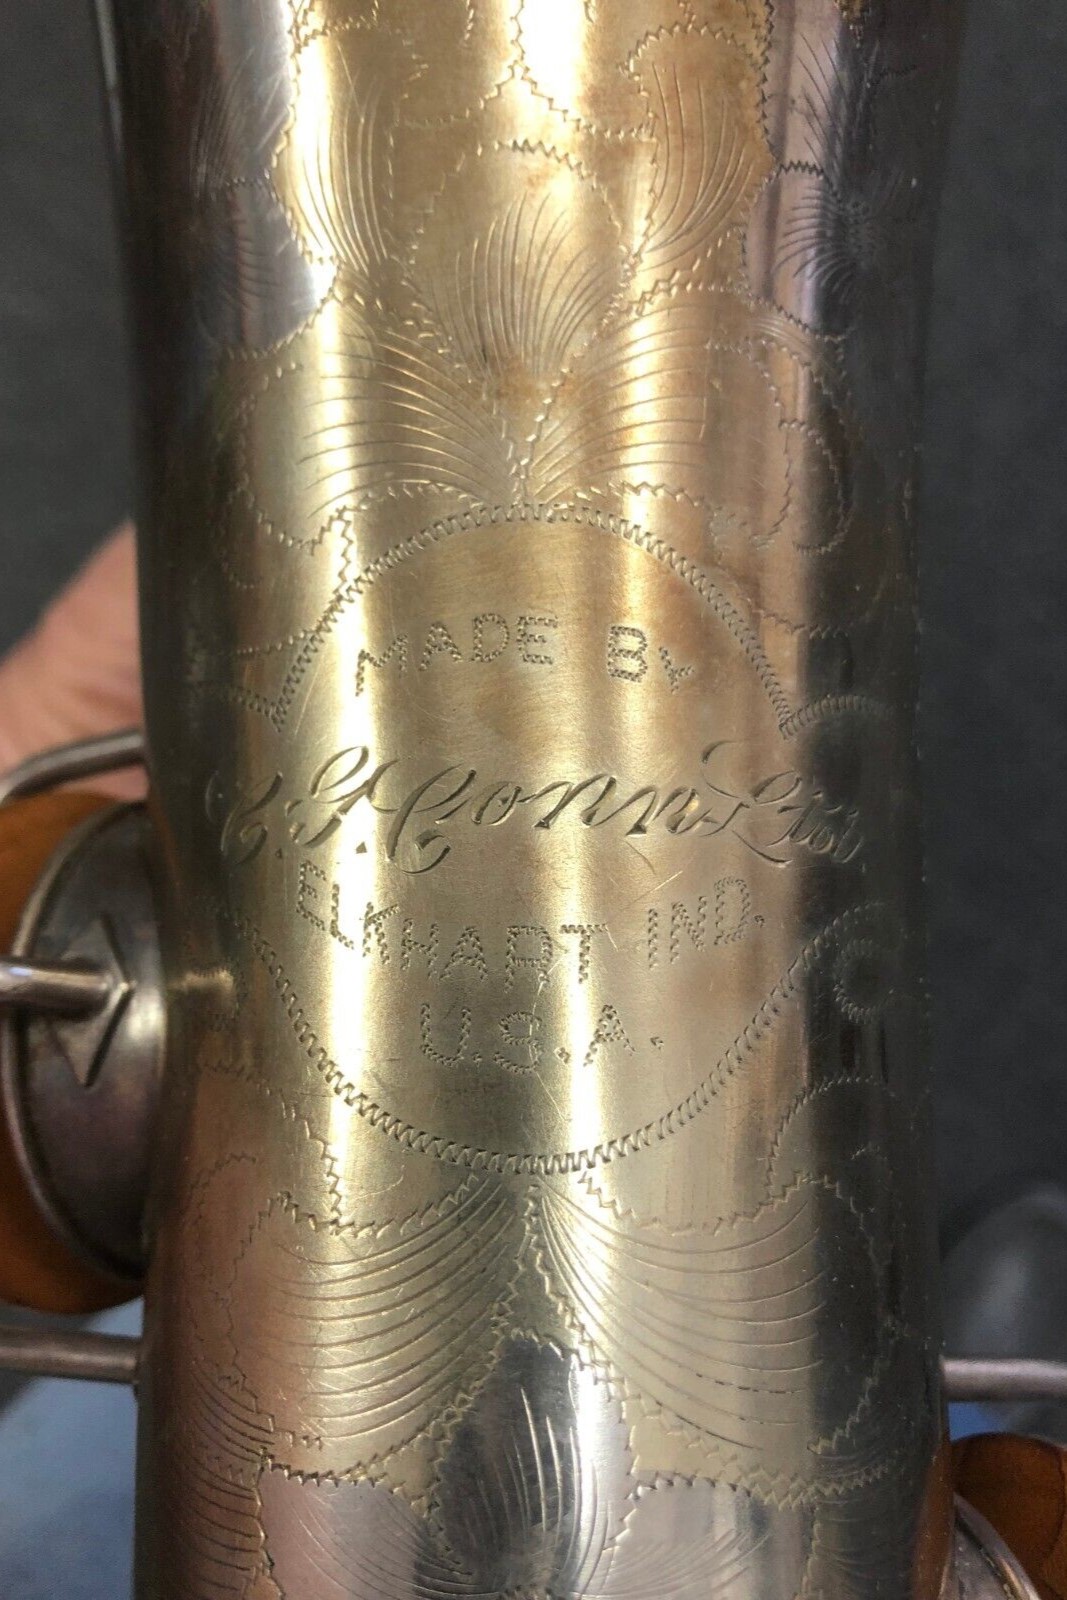 MADE BY
C.G. Conn Ltd
ELKHART IND.
U.S.A.